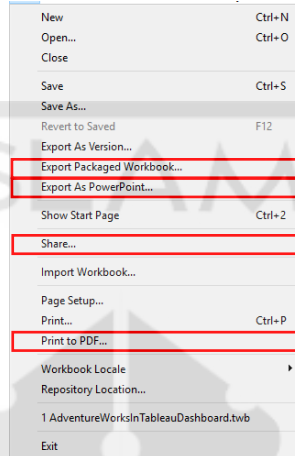 New Ctrl+N
Open... Ctrl+O
Close
Save Ctrl+S
Save As...
Revert to Saved F12
Export As Version...
Export Packaged Workbook...
Export As PowerPoint...
Show Start Page Ctrl+2
Share...
Import Workbook...
Page Setup...
Print... Ctrl+P
Print to PDF...
Workbook Locale
Repository Location...
1 AdventureWorksInTableauDashboard.twb
Exit